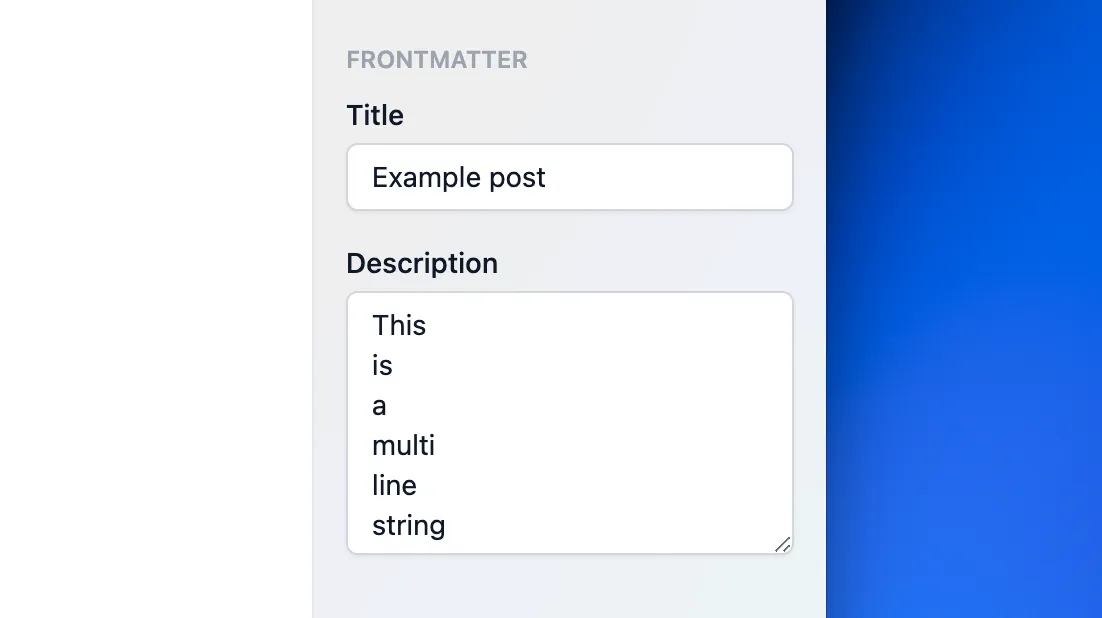 FRONTMATTER
Title
Example post
Description
This
is
a
multi
line
string